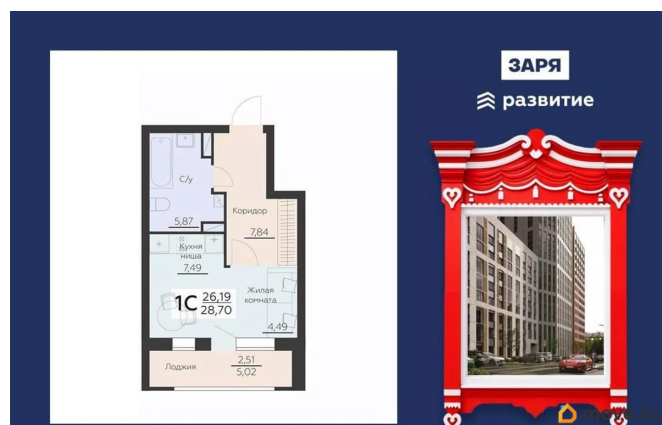 ЗАРЯ
развитие
С/у
5,87
Коридор
7,84
Кухня
ниша
7,49
1С 26,19
28,70
Жилая
комната
4,49
Лоджия
2,51
5,02